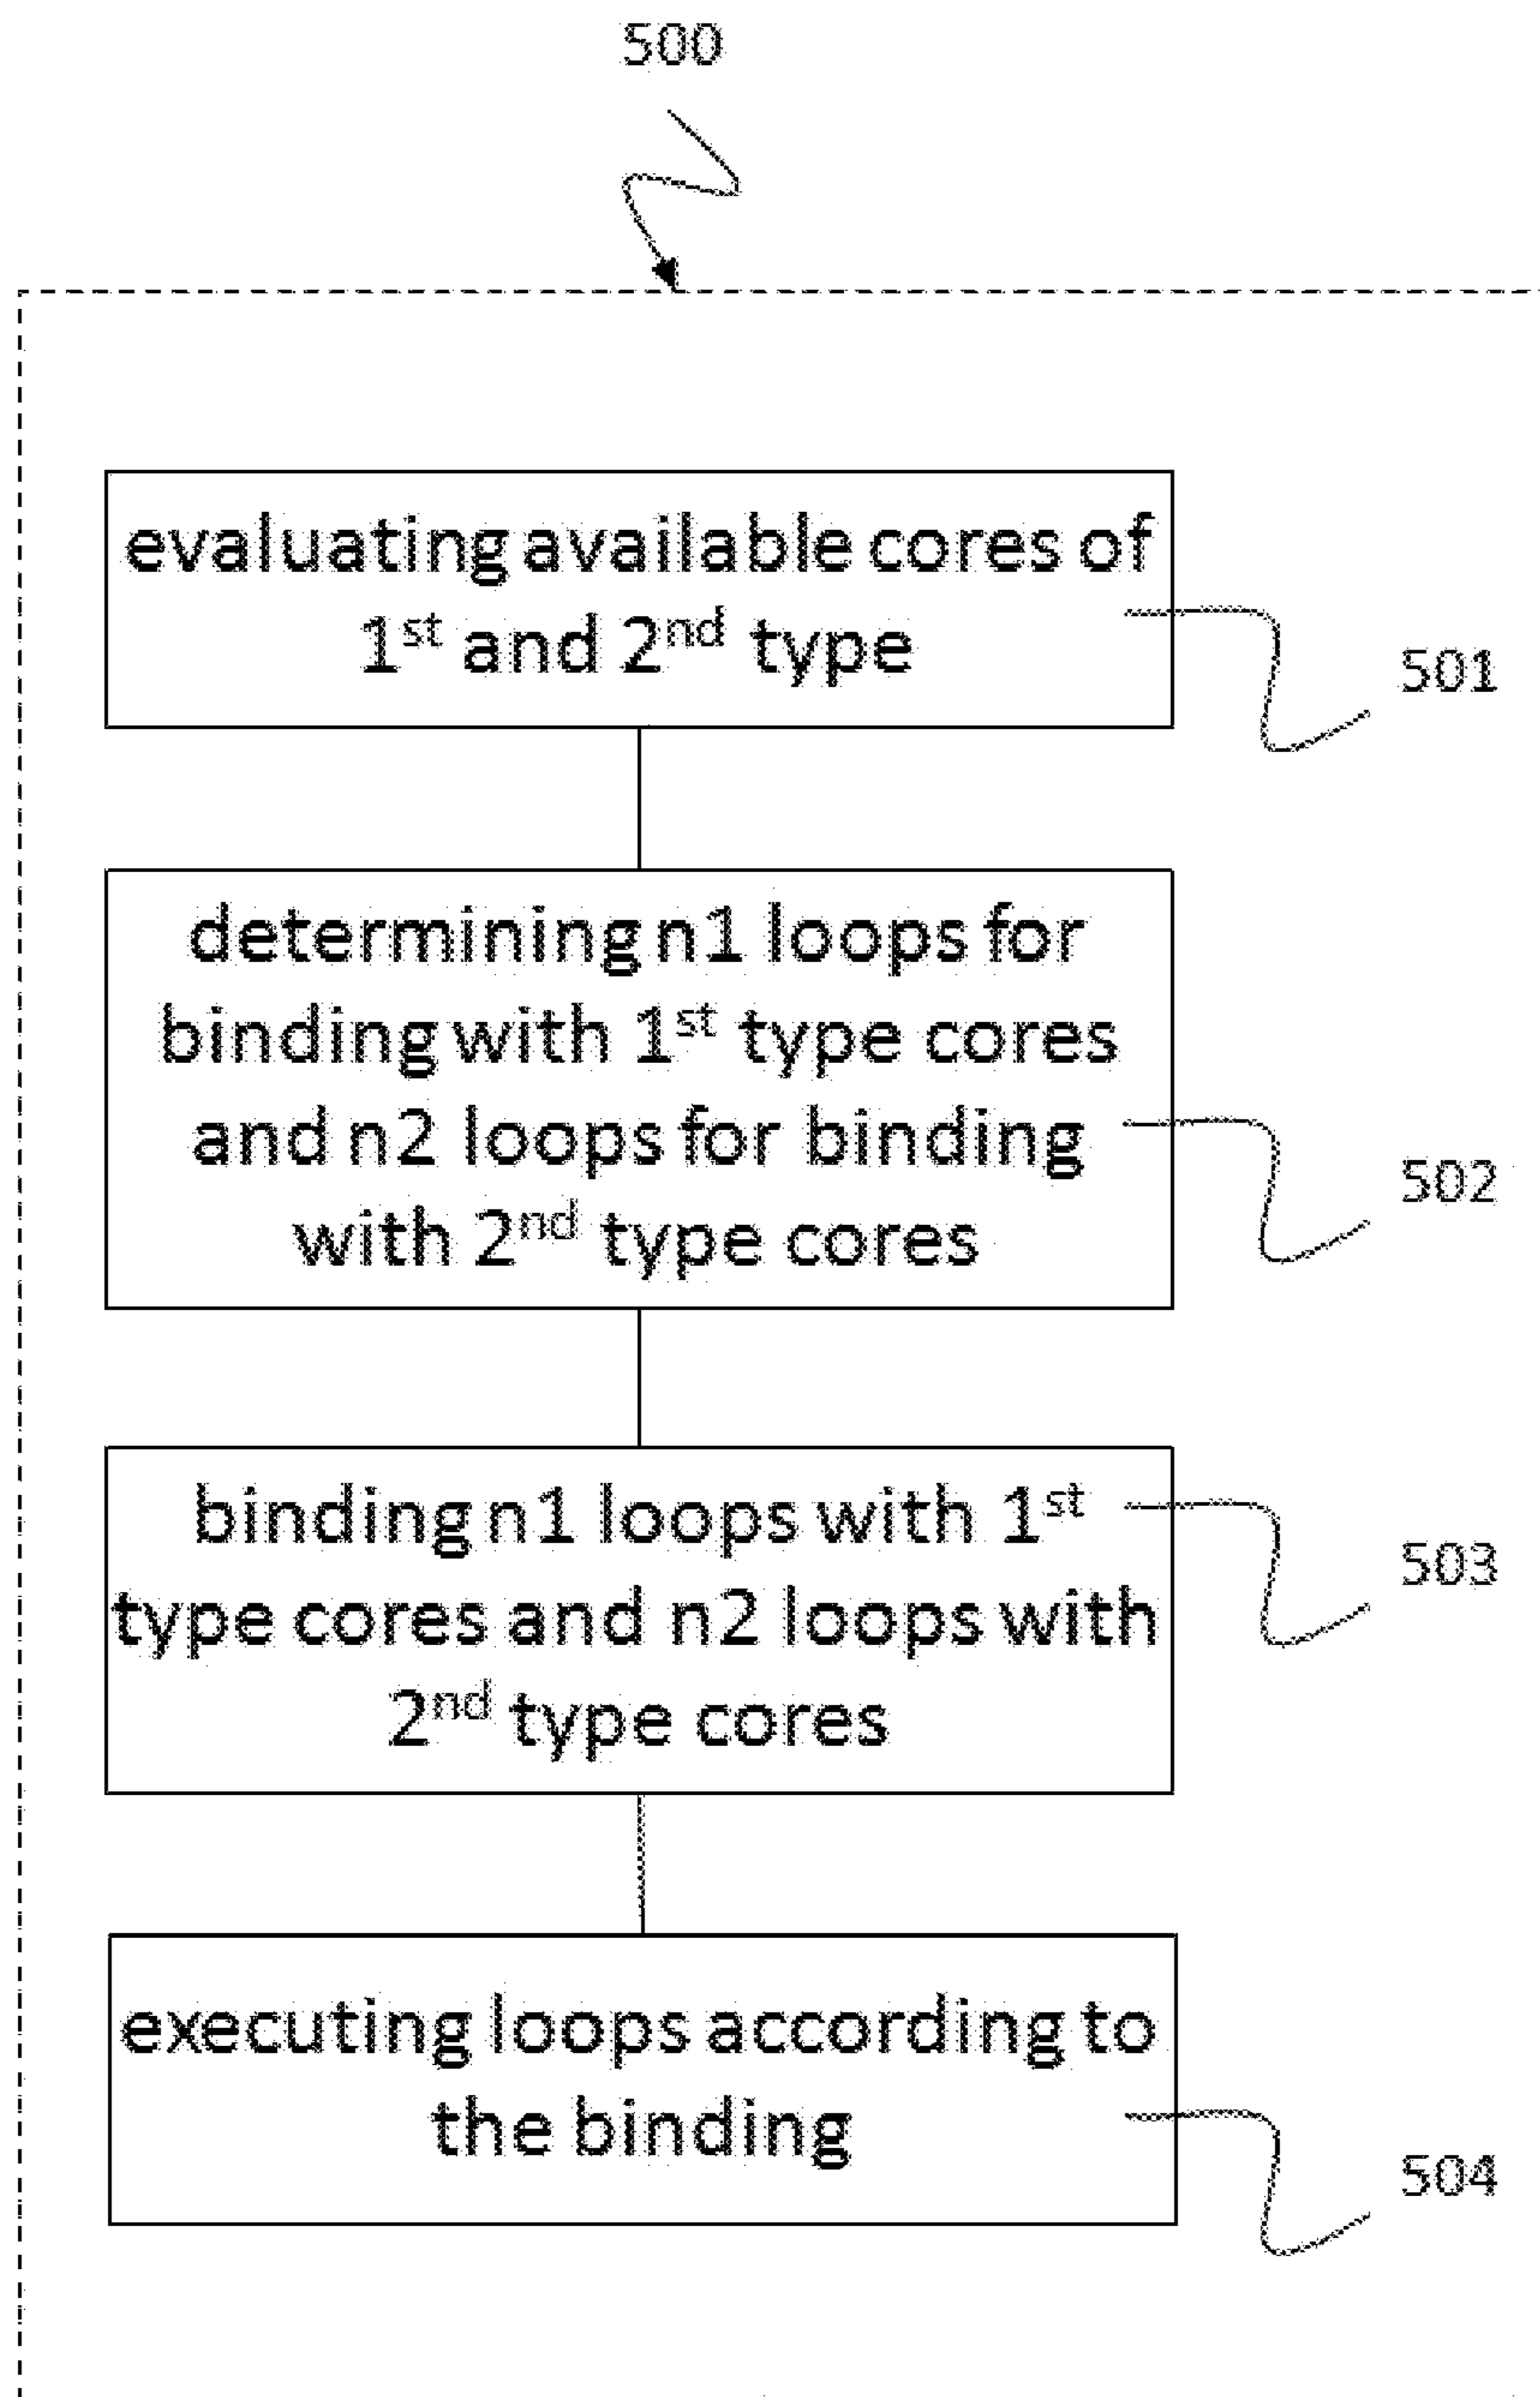 500
evaluating available cores of
1st and 2nd type
501
determining n1 loops for
binding with 1st type cores
and n2 loops for binding
with 2nd type cores
502
binding n1 loops with 1st
type cores and n2 loops with
2nd type cores
503
executing loops according to
the binding
504